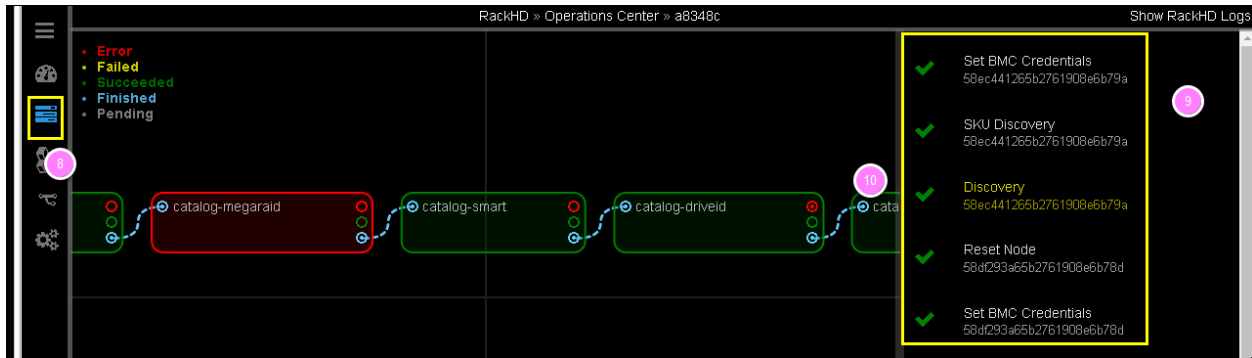 RackHD » Operations Center » a8348c
Show RackHD Logs
Error
Failed
Succeeded
Finished
Pending
8
catalog-megaraid
catalog-smart
catalog-driveid
10
cata
Set BMC Credentials
58ec441265b2761908e6b79a
SKU Discovery
58ec441265b2761908e6b79a
Discovery
58ec441265b2761908e6b79a
Reset Node
58df293a65b2761908e6b78d
Set BMC Credentials
58df293a65b2761908e6b78d
9